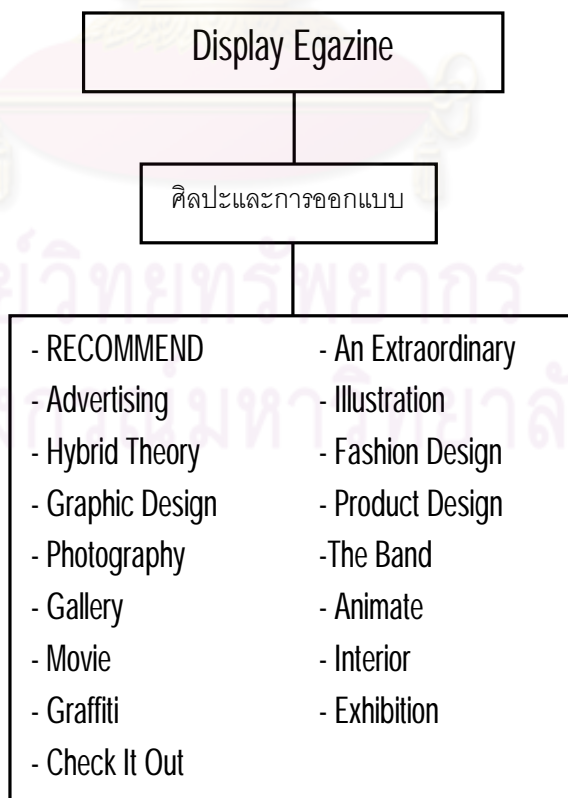 Display Egazine
ศิลปะและการออกแบบ
- RECOMMEND
- Advertising
- Hybrid Theory
- Graphic Design
- Photography
- Gallery
- Movie
- Graffiti
- Check It Out
- An Extraordinary
- Illustration
- Fashion Design
- Product Design
-The Band
- Animate
- Interior
- Exhibition